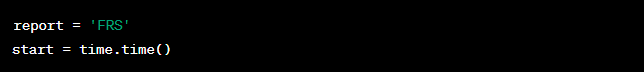 report = 'FRS'
start = time.time()